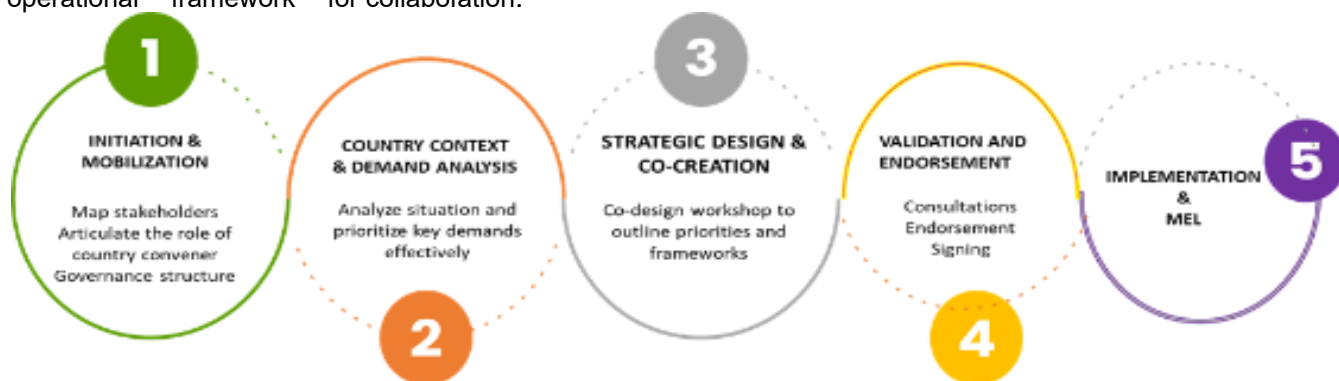 operational framework for collaboration.
1
INITIATION &
MOBILIZATION
Map stakeholders
Articulate the role of
country convener
Governance structure
COUNTRY CONTEXT
& DEMAND ANALYSIS
Analyze situation and
prioritize key demands
effectively
2
3
STRATEGIC DESIGN &
CO-CREATION
Co-design workshop to
outline priorities and
frameworks
VALIDATION AND
ENDORSEMENT
Consultations
Endorsement
Signing
4
5
IMPLEMENTATION
&
MEL